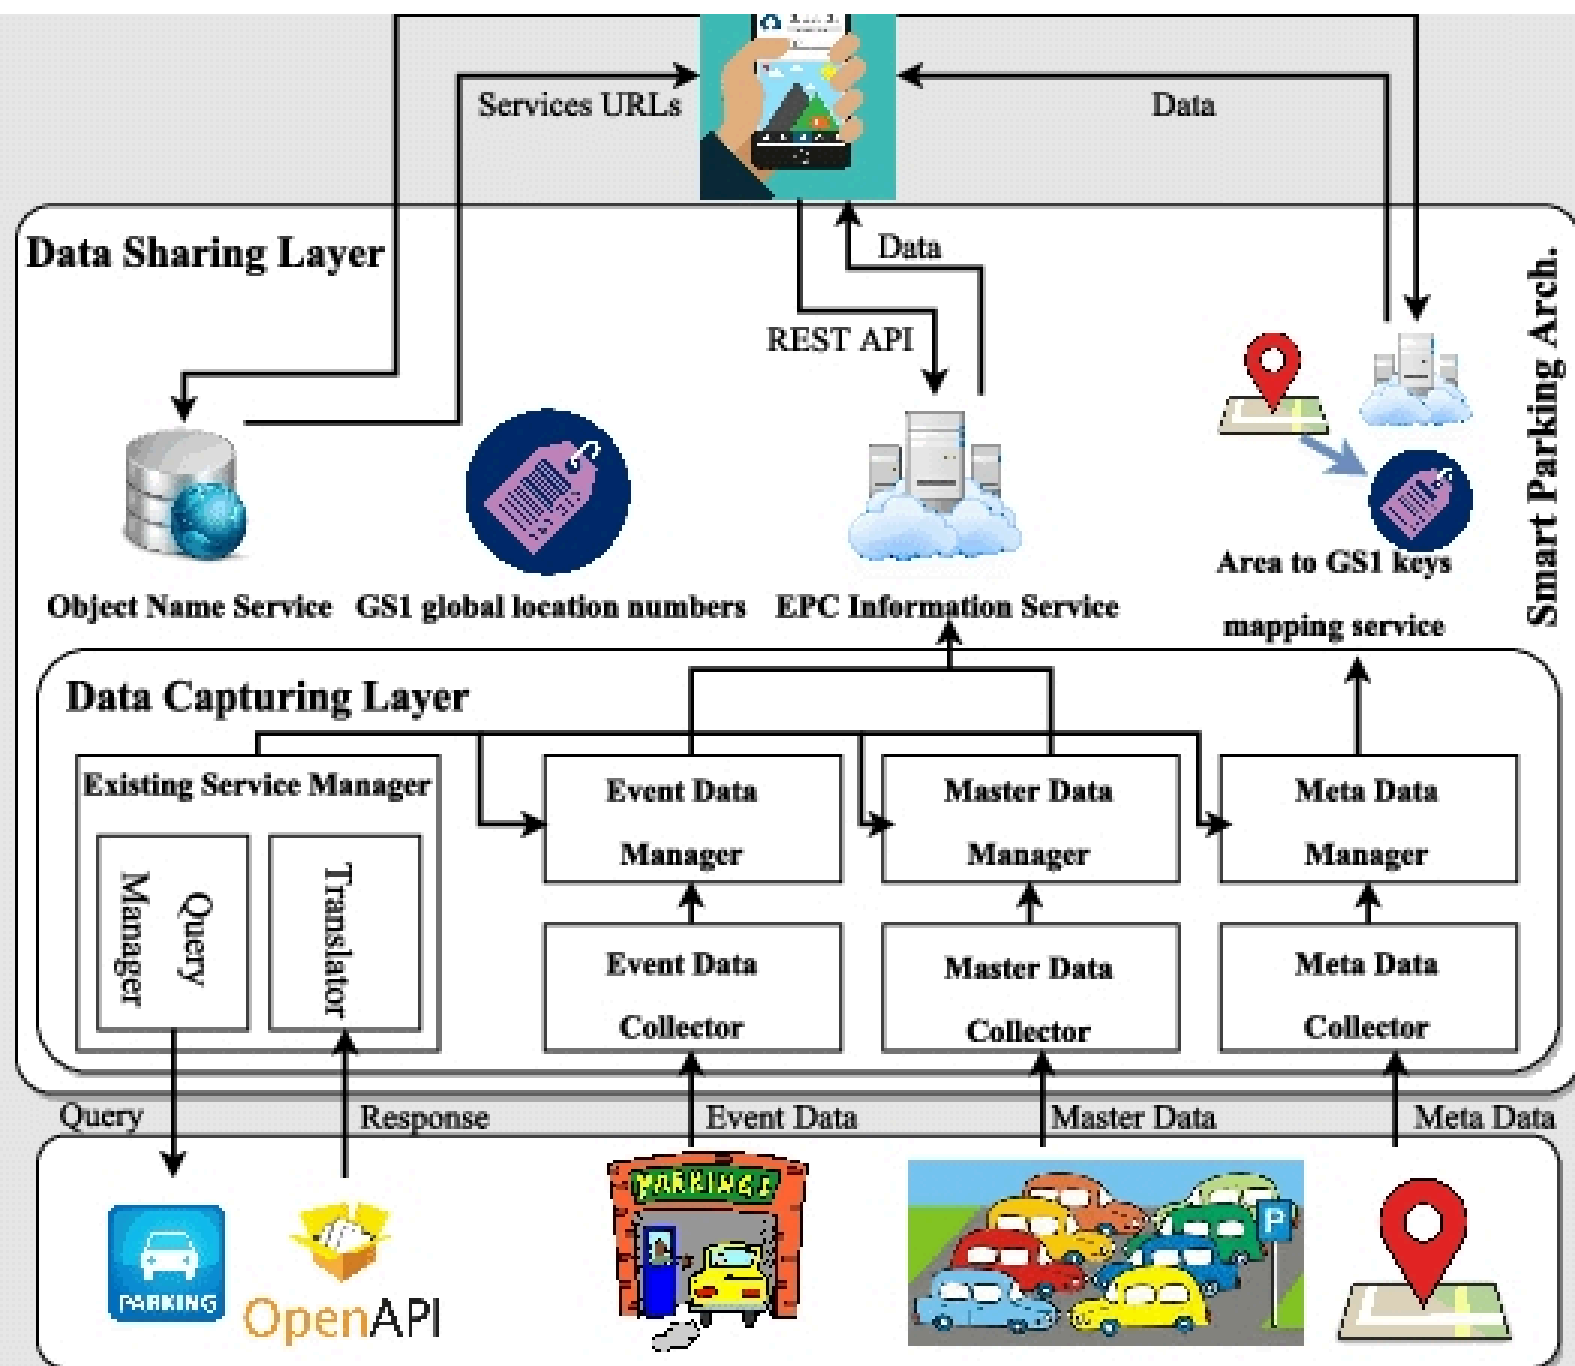 Services URLs
Data
Data Sharing Layer
Data
REST API
Smart Parking Arch.
Object Name Service
GS1 global location numbers
EPC Information Service
Area to GS1 keys
mapping service
Data Capturing Layer
Existing Service Manager
Query
Manager
Translator
Event Data
Manager
Master Data
Manager
Meta Data
Manager
Event Data
Collector
Master Data
Collector
Meta Data
Collector
Query
Response
Event Data
Master Data
Meta Data
PARKING
OpenAPI
PARKINGS
P